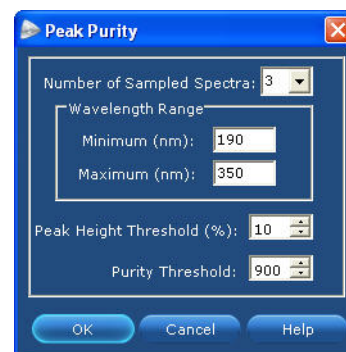 Peak Purity
Number of Sampled Spectra: 3
Wavelength Range
Minimum (nm): 190
Maximum (nm): 350
Peak Height Threshold (%): 10
Purity Threshold: 900
OK Cancel Help